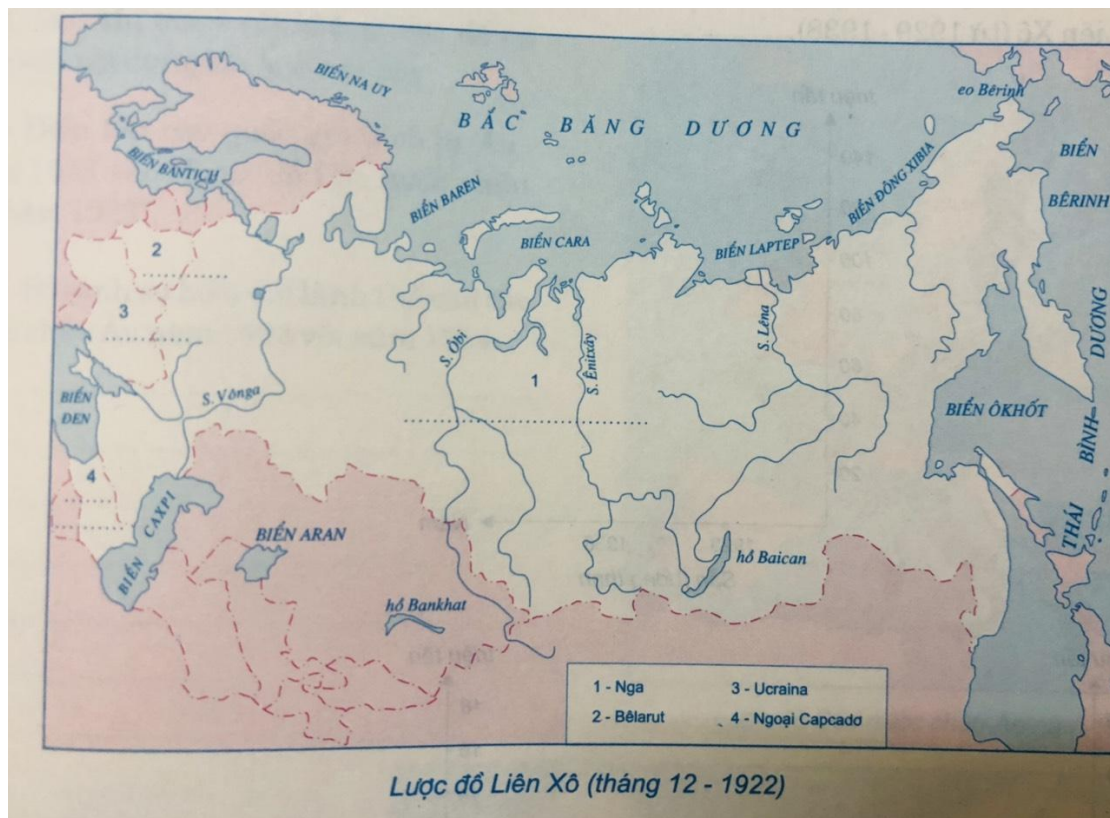 BIỂN NA UY
BẮC BĂNG DƯƠNG
eo Bêrinh
BIỂN
BÊRINH
BIỂN BANTICH
BIỂN BAREN
BIỂN CARA
BIỂN LAPTEP
BIỂN ĐÔNG XIBIA
2
3
1
4
S. Ôbi
S. Ênitxây
S. Lêna
S. Vônga
BIỂN
ĐEN
BIỂN CAXPI
BIỂN ARAN
hồ Bankhat
hồ Baican
BIỂN ÔKHỐT
THÁI BÌNH DƯƠNG
1 - Nga
2 - Bêlarut
3 - Ucraina
4 - Ngoại Capcadơ
Lược đồ Liên Xô (tháng 12 - 1922)